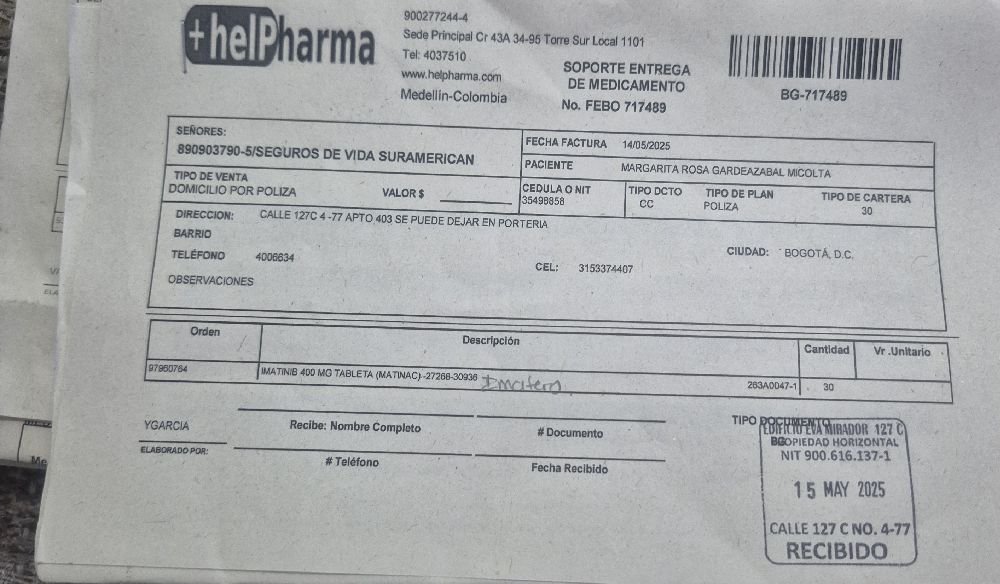 +helPharma
900277244-4
Sede Principal Cr 43A 34-95 Torre Sur Local 1101
Tel: 4037510
www.helpharma.com
Medellín-Colombia
SOPORTE ENTREGA
DE MEDICAMENTO
No. FEBO 717489
BG-717489
SEÑORES:
890903790-5/SEGUROS DE VIDA SURAMERICAN
FECHA FACTURA 14/05/2025
PACIENTE MARGARITA ROSA GARDEAZABAL MICOLTA
TIPO DE VENTA
DOMICILIO POR POLIZA
VALOR $
CEDULA O NIT
35498858
TIPO DCTO
CC
TIPO DE PLAN
POLIZA
TIPO DE CARTERA
30
DIRECCION: CALLE 127C 4 -77 APTO 403 SE PUEDE DEJAR EN PORTERIA
BARRIO
TELÉFONO 4006634
CEL: 3153374407
CIUDAD: BOGOTÁ, D.C.
OBSERVACIONES
Orden Descripción Cantidad Vr .Unitario
97960764 IMATINIB 400 MG TABLETA (MATINAC)-27268-30936 263A0047-1 30
YGARCIA
ELABORADO POR:
Recibe: Nombre Completo
# Documento
# Teléfono
Fecha Recibido
TIPO DOCUMENTO
EDIFICIO EVA MIRADOR 127 C
PROPIEDAD HORIZONTAL
NIT 900.616.137-1
15 MAY 2025
CALLE 127 C NO. 4-77
RECIBIDO